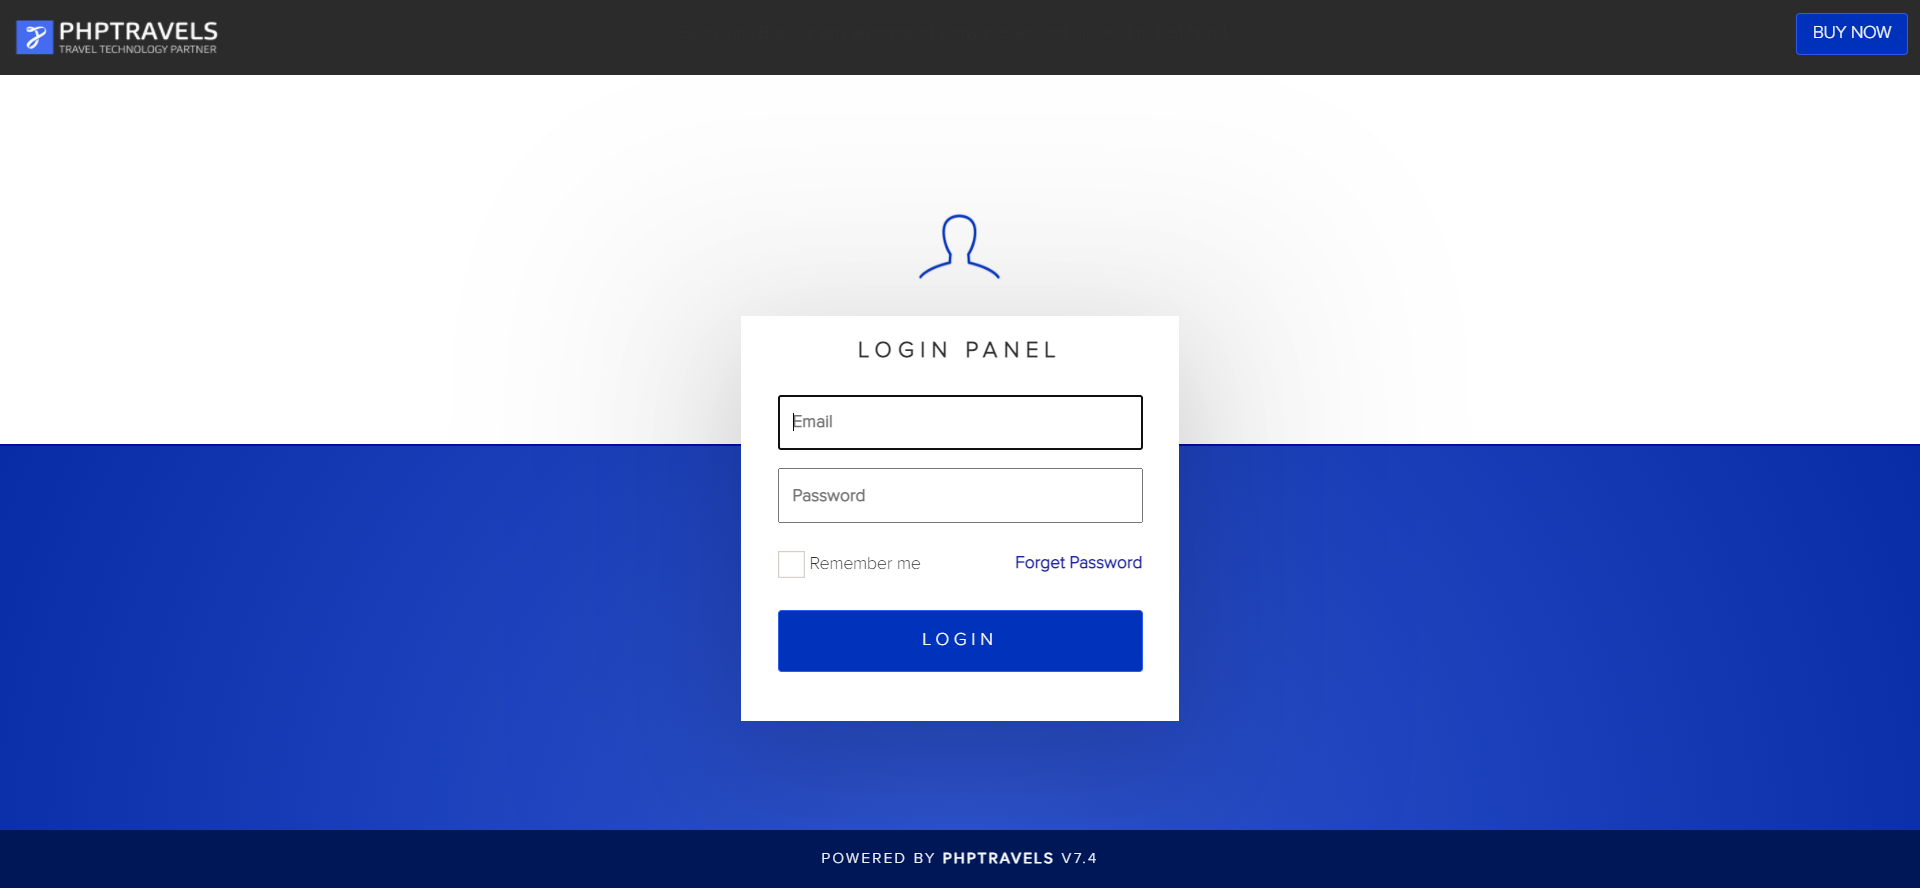 PHPTRAVELS
TRAVEL TECHNOLOGY PARTNER
BUY NOW
LOGIN PANEL
Email
Password
Remember me
Forget Password
LOGIN
POWERED BY PHPTRAVELS V7.4